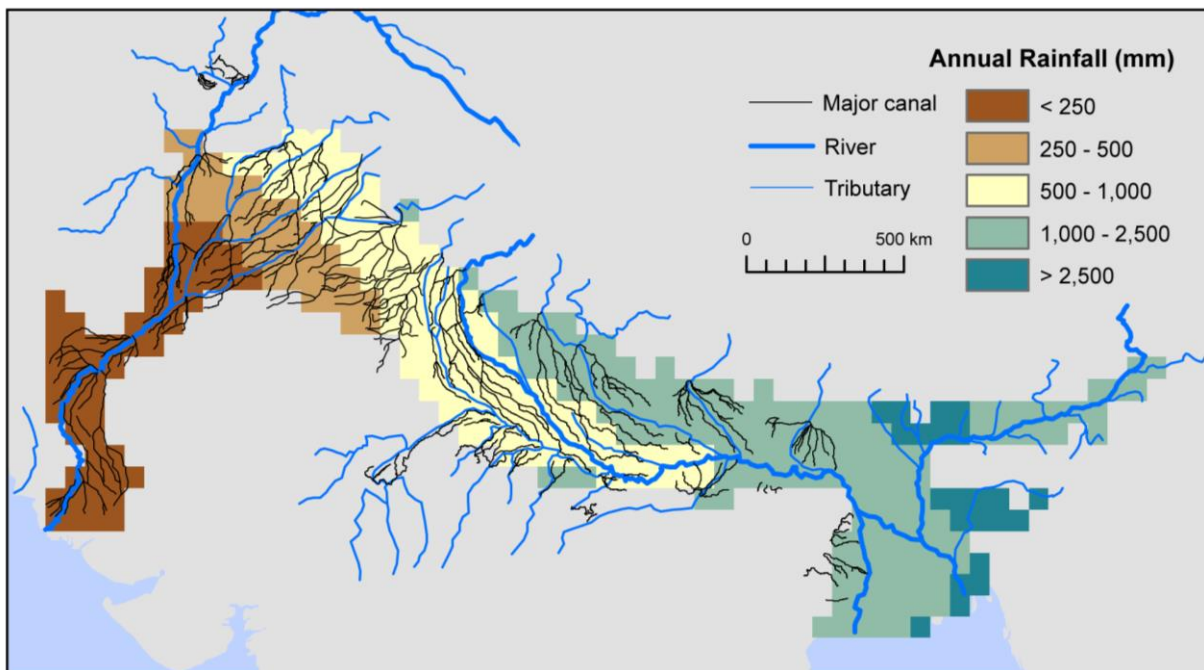 Annual Rainfall (mm)
Major canal
River
Tributary
0 500 km
< 250
250 - 500
500 - 1,000
1,000 - 2,500
> 2,500